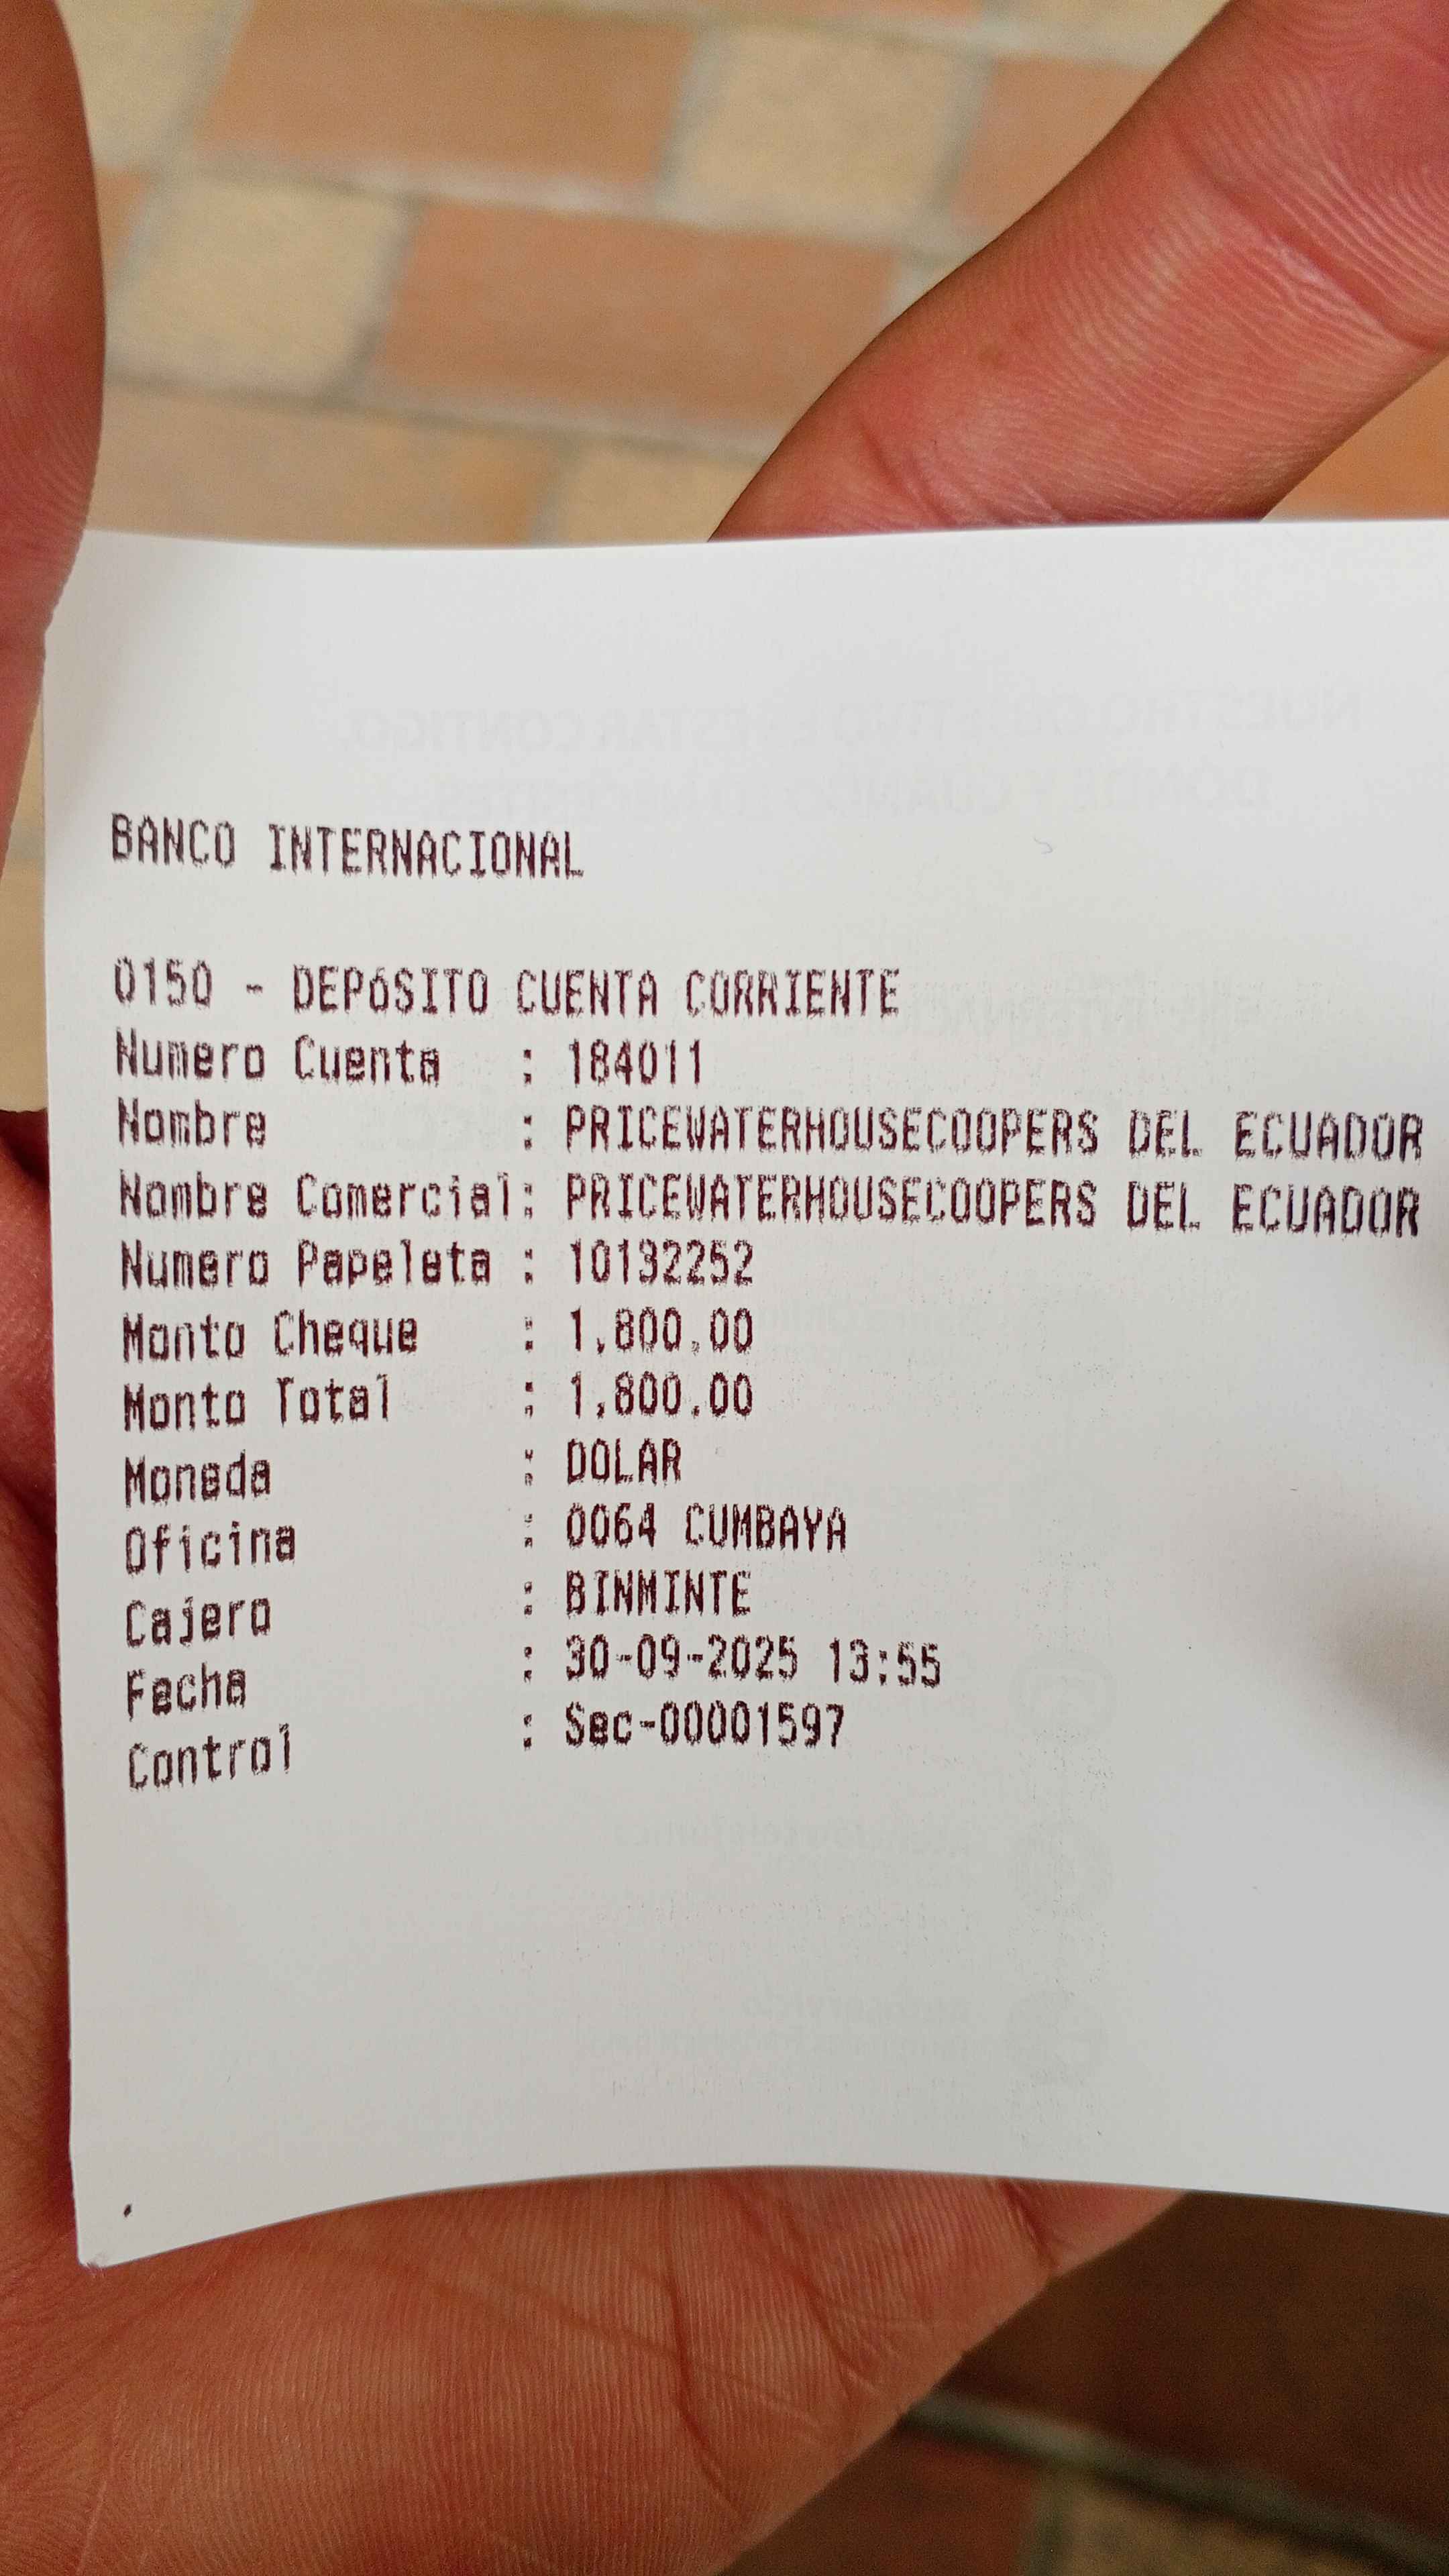 BANCO INTERNACIONAL
0150 - DEPóSITO CUENTA CORRIENTE
Numero Cuenta : 184011
Nombre : PRICEWATERHOUSECOOPERS DEL ECUADOR
Nombre Comercial: PRICEWATERHOUSECOOPERS DEL ECUADOR
Numero Papeleta : 10132252
Monto Cheque : 1,800.00
Monto Total : 1,800.00
Moneda : DOLAR
Oficina : 0064 CUMBAYA
Cajero : BINMINTE
Fecha : 30-09-2025 13:55
Control : Sec-00001597